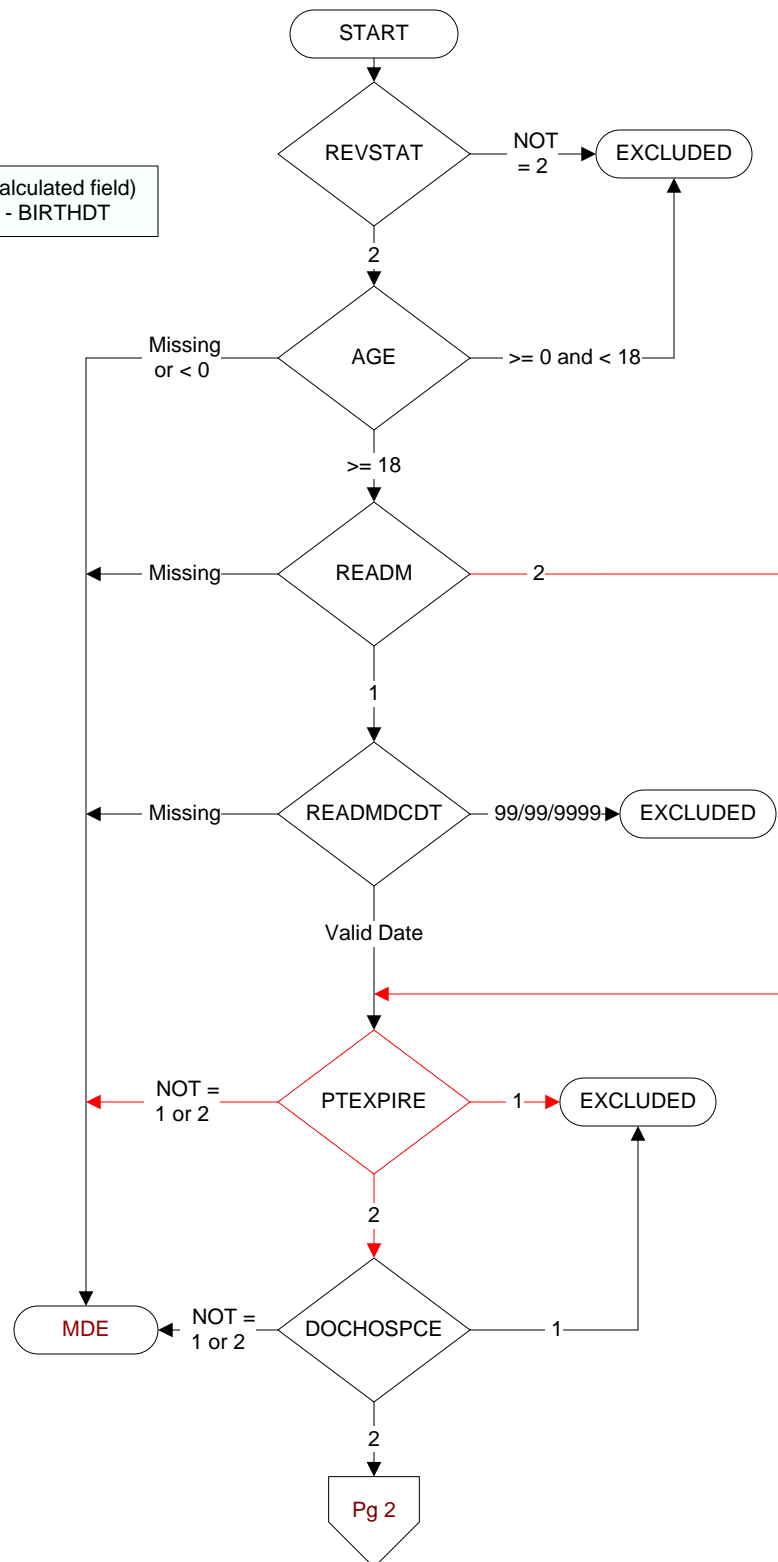 START
REVSTAT
NOT
= 2
EXCLUDED
alculated field)
- BIRTHDT
2
Missing
or < 0
AGE
>= 0 and < 18
>= 18
Missing
READM
2
1
Missing
READMDCDT
99/99/9999
EXCLUDED
Valid Date
NOT =
1 or 2
PTEXPIRE
1
EXCLUDED
2
MDE
NOT =
1 or 2
DOCHOSPCE
1
2
Pg 2